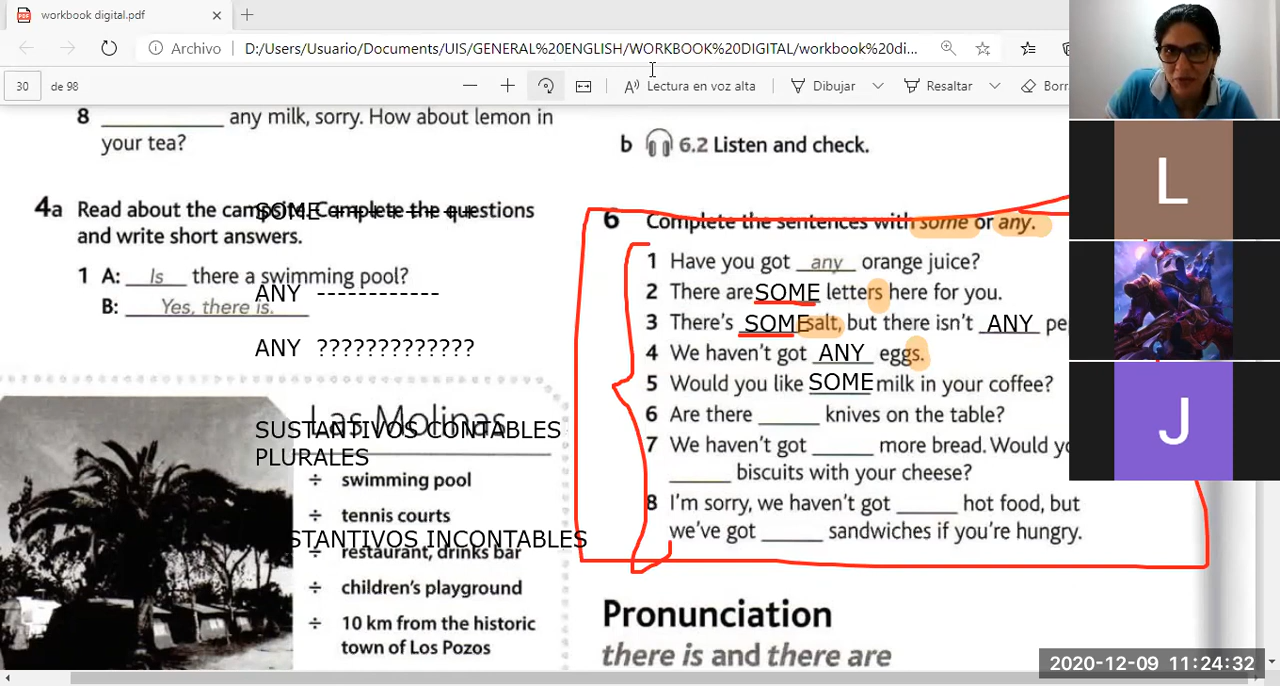 workbook digital.pdf
Archivo D:/Users/Usuario/Documents/UIS/GENERAL%20ENGLISH/WORKBOOK%20DIGITAL/workbook%20di...
30 de 98 Lectura en voz alta Dibujar Resaltar Borr
8 ____________ any milk, sorry. How about lemon in
your tea?
4a Read about the campsite. Complete the questions
and write short answers.
SOME +++++++
1 A: Is there a swimming pool?
ANY ------------
B: Yes, there is.
ANY ?????????????
Las Molinas
SUSTANTIVOS CONTABLES
PLURALES
÷ swimming pool
÷ tennis courts
STANTIVOS INCONTABLES
÷ restaurant, drinks bar
÷ children's playground
÷ 10 km from the historic
town of Los Pozos
b 6.2 Listen and check.
6 Complete the sentences with some or any.
1 Have you got any orange juice?
2 There are SOME letters here for you.
3 There's SOME salt, but there isn't ANY pe
4 We haven't got ANY eggs.
5 Would you like SOME milk in your coffee?
6 Are there ______ knives on the table?
7 We haven't got ______ more bread. Would yo
______ biscuits with your cheese?
8 I'm sorry, we haven't got ______ hot food, but
we've got ______ sandwiches if you're hungry.
Pronunciation
there is and there are
L
J
2020-12-09 11:24:32